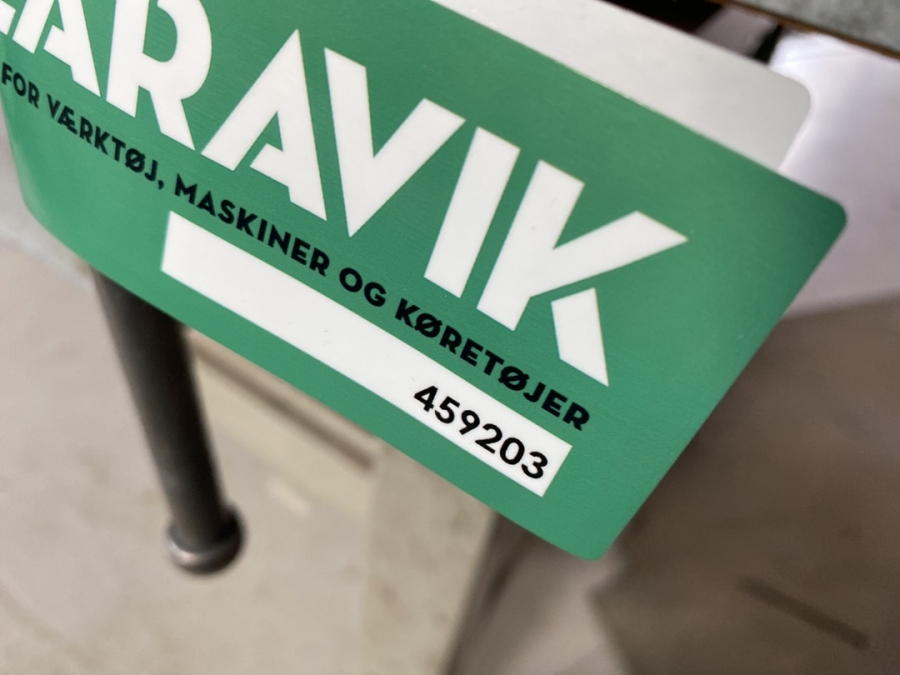 ARAVIK
FOR VÆRKTØJ, MASKINER OG KØRETØJER
459203